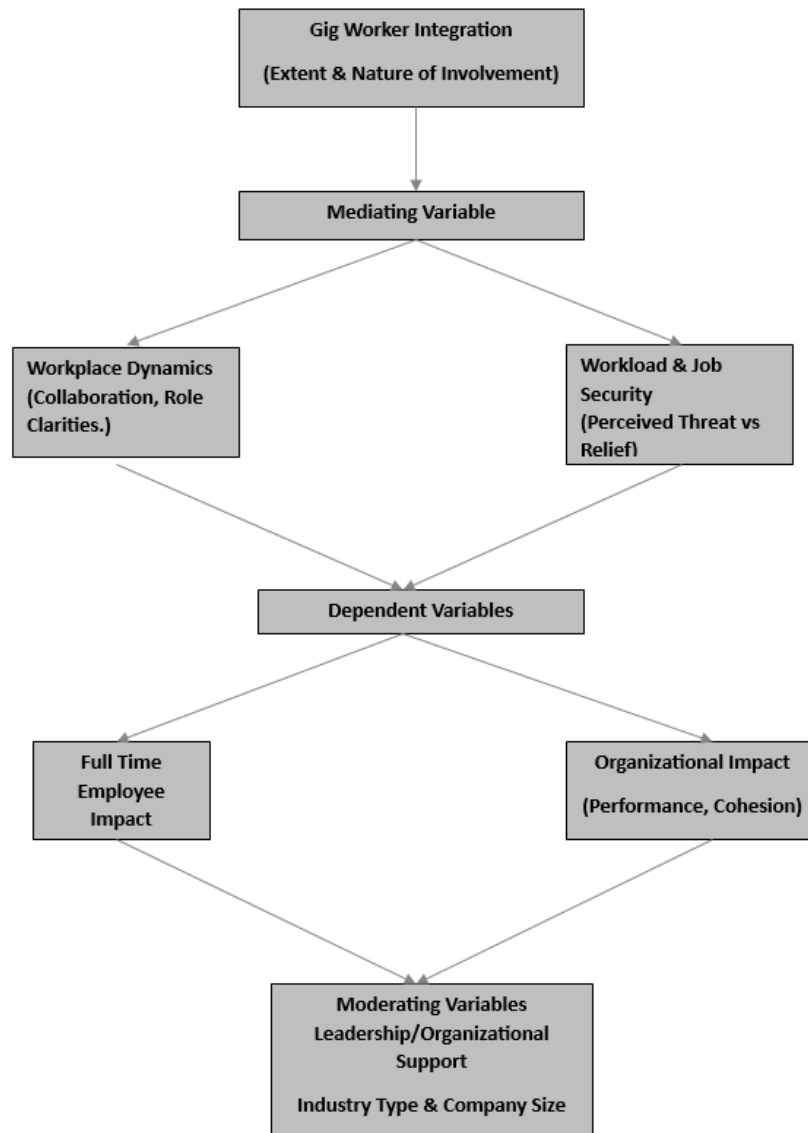 Gig Worker Integration
(Extent & Nature of Involvement)
Mediating Variable
Workplace Dynamics
(Collaboration, Role
Clarities.)
Workload & Job
Security
(Perceived Threat vs
Relief)
Dependent Variables
Full Time
Employee
Impact
Organizational Impact
(Performance, Cohesion)
Moderating Variables
Leadership/Organizational
Support
Industry Type & Company Size